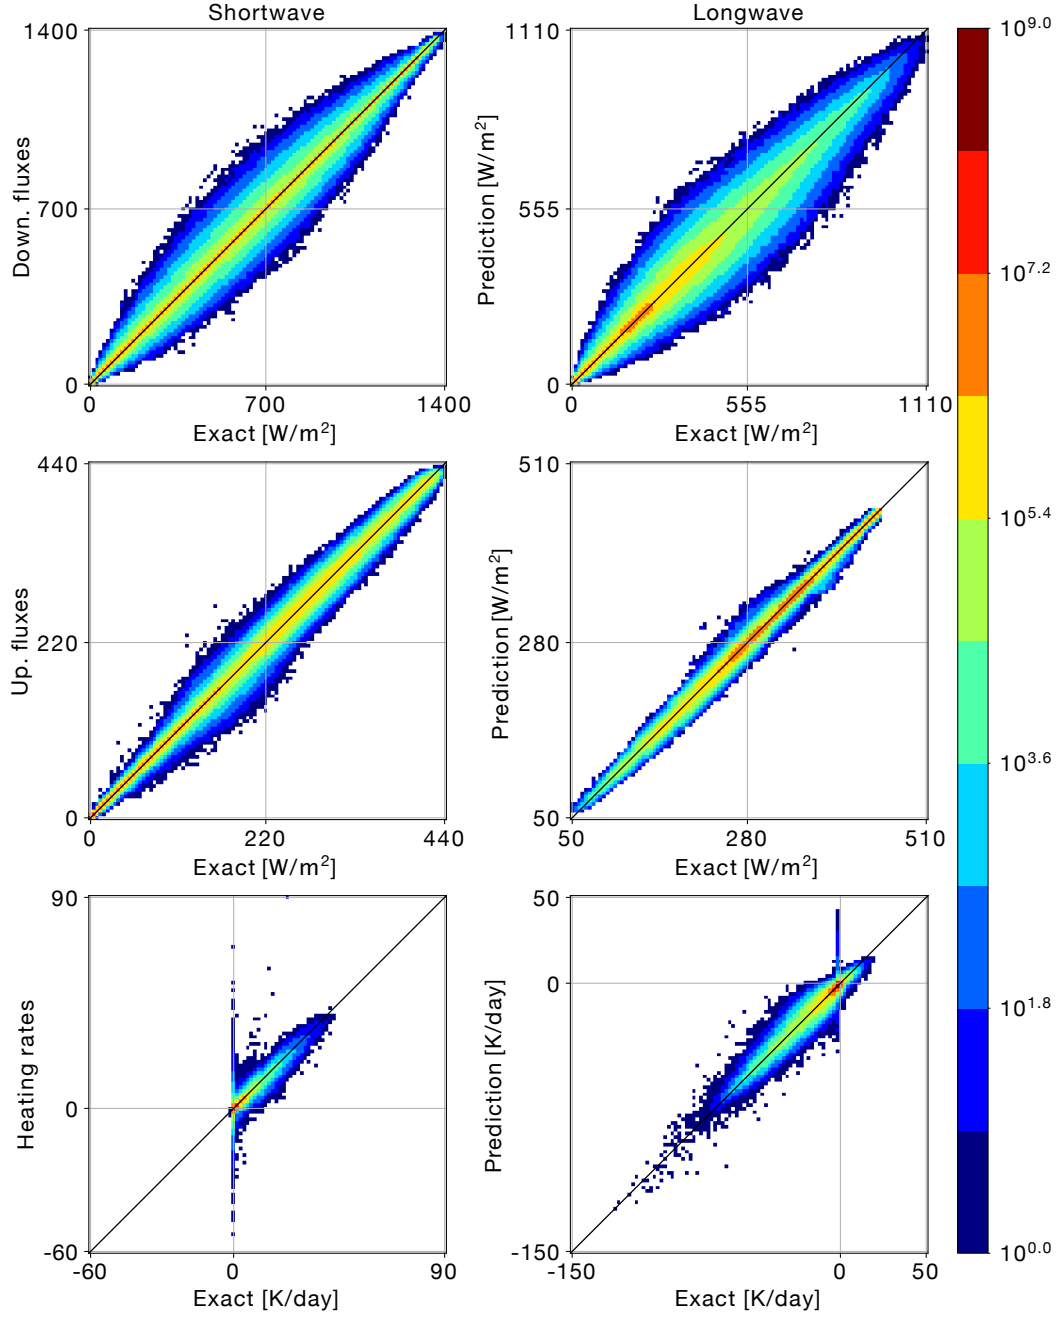 Shortwave
Longwave
1400
700
0
Down. fluxes
0 700 1400
Exact [W/m²]
1110
555
0
Prediction [W/m²]
0 555 1110
Exact [W/m²]
440
220
0
Up. fluxes
0 220 440
Exact [W/m²]
510
280
50
Prediction [W/m²]
50 280 510
Exact [W/m²]
90
0
-60
Heating rates
-60 0 90
Exact [K/day]
50
0
-150
Prediction [K/day]
-150 0 50
Exact [K/day]
10⁹·⁰
10⁷·²
10⁵·⁴
10³·⁶
10¹·⁸
10⁰·⁰